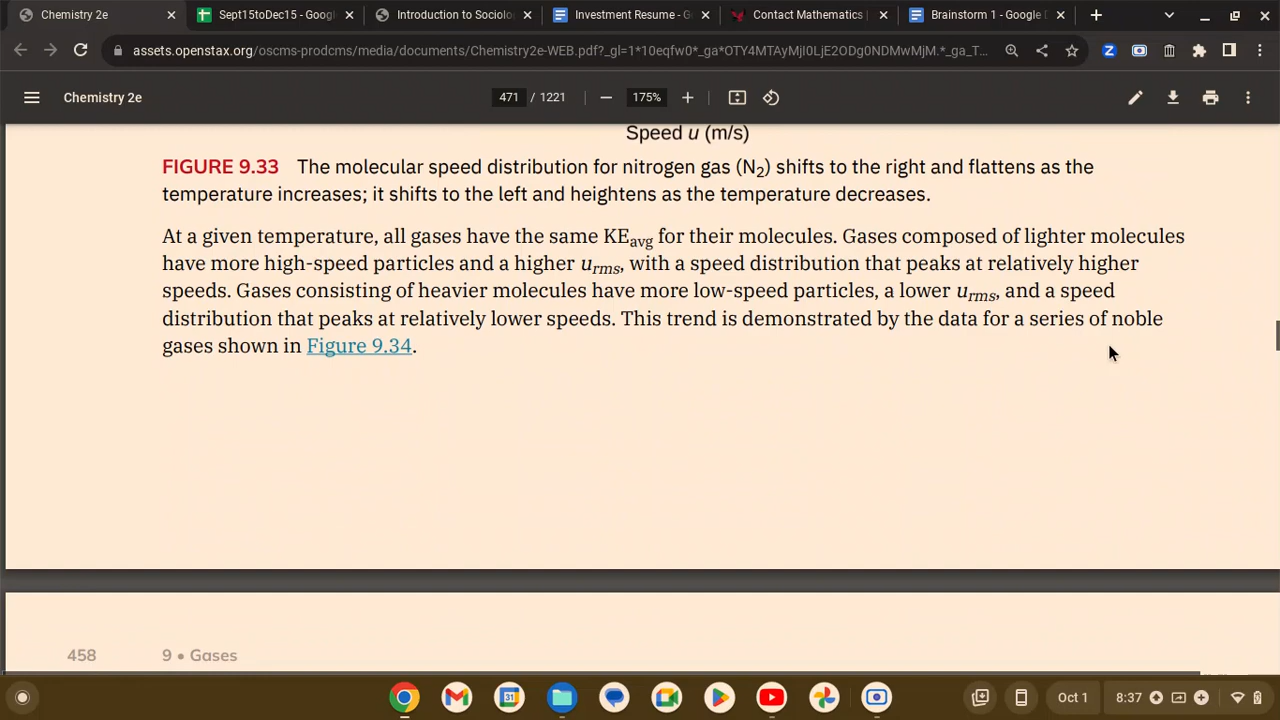 Chemistry 2e
Sept15toDec15 - Googl
Introduction to Sociolo
Investment Resume - G
Contact Mathematics
Brainstorm 1 - Google D
assets.openstax.org/oscms-prodcms/media/documents/Chemistry2e-WEB.pdf?_gl=1*10eqfw0*_ga*OTY4MTAyMjI0LjE2ODg0NDMwMjM.*_ga_T...
Chemistry 2e
471 / 1221
175%
Speed u (m/s)
FIGURE 9.33 The molecular speed distribution for nitrogen gas (N2) shifts to the right and flattens as the
temperature increases; it shifts to the left and heightens as the temperature decreases.
At a given temperature, all gases have the same KEavg for their molecules. Gases composed of lighter molecules
have more high-speed particles and a higher urms, with a speed distribution that peaks at relatively higher
speeds. Gases consisting of heavier molecules have more low-speed particles, a lower urms, and a speed
distribution that peaks at relatively lower speeds. This trend is demonstrated by the data for a series of noble
gases shown in Figure 9.34.
458 9 • Gases
31
Oct 1
8:37